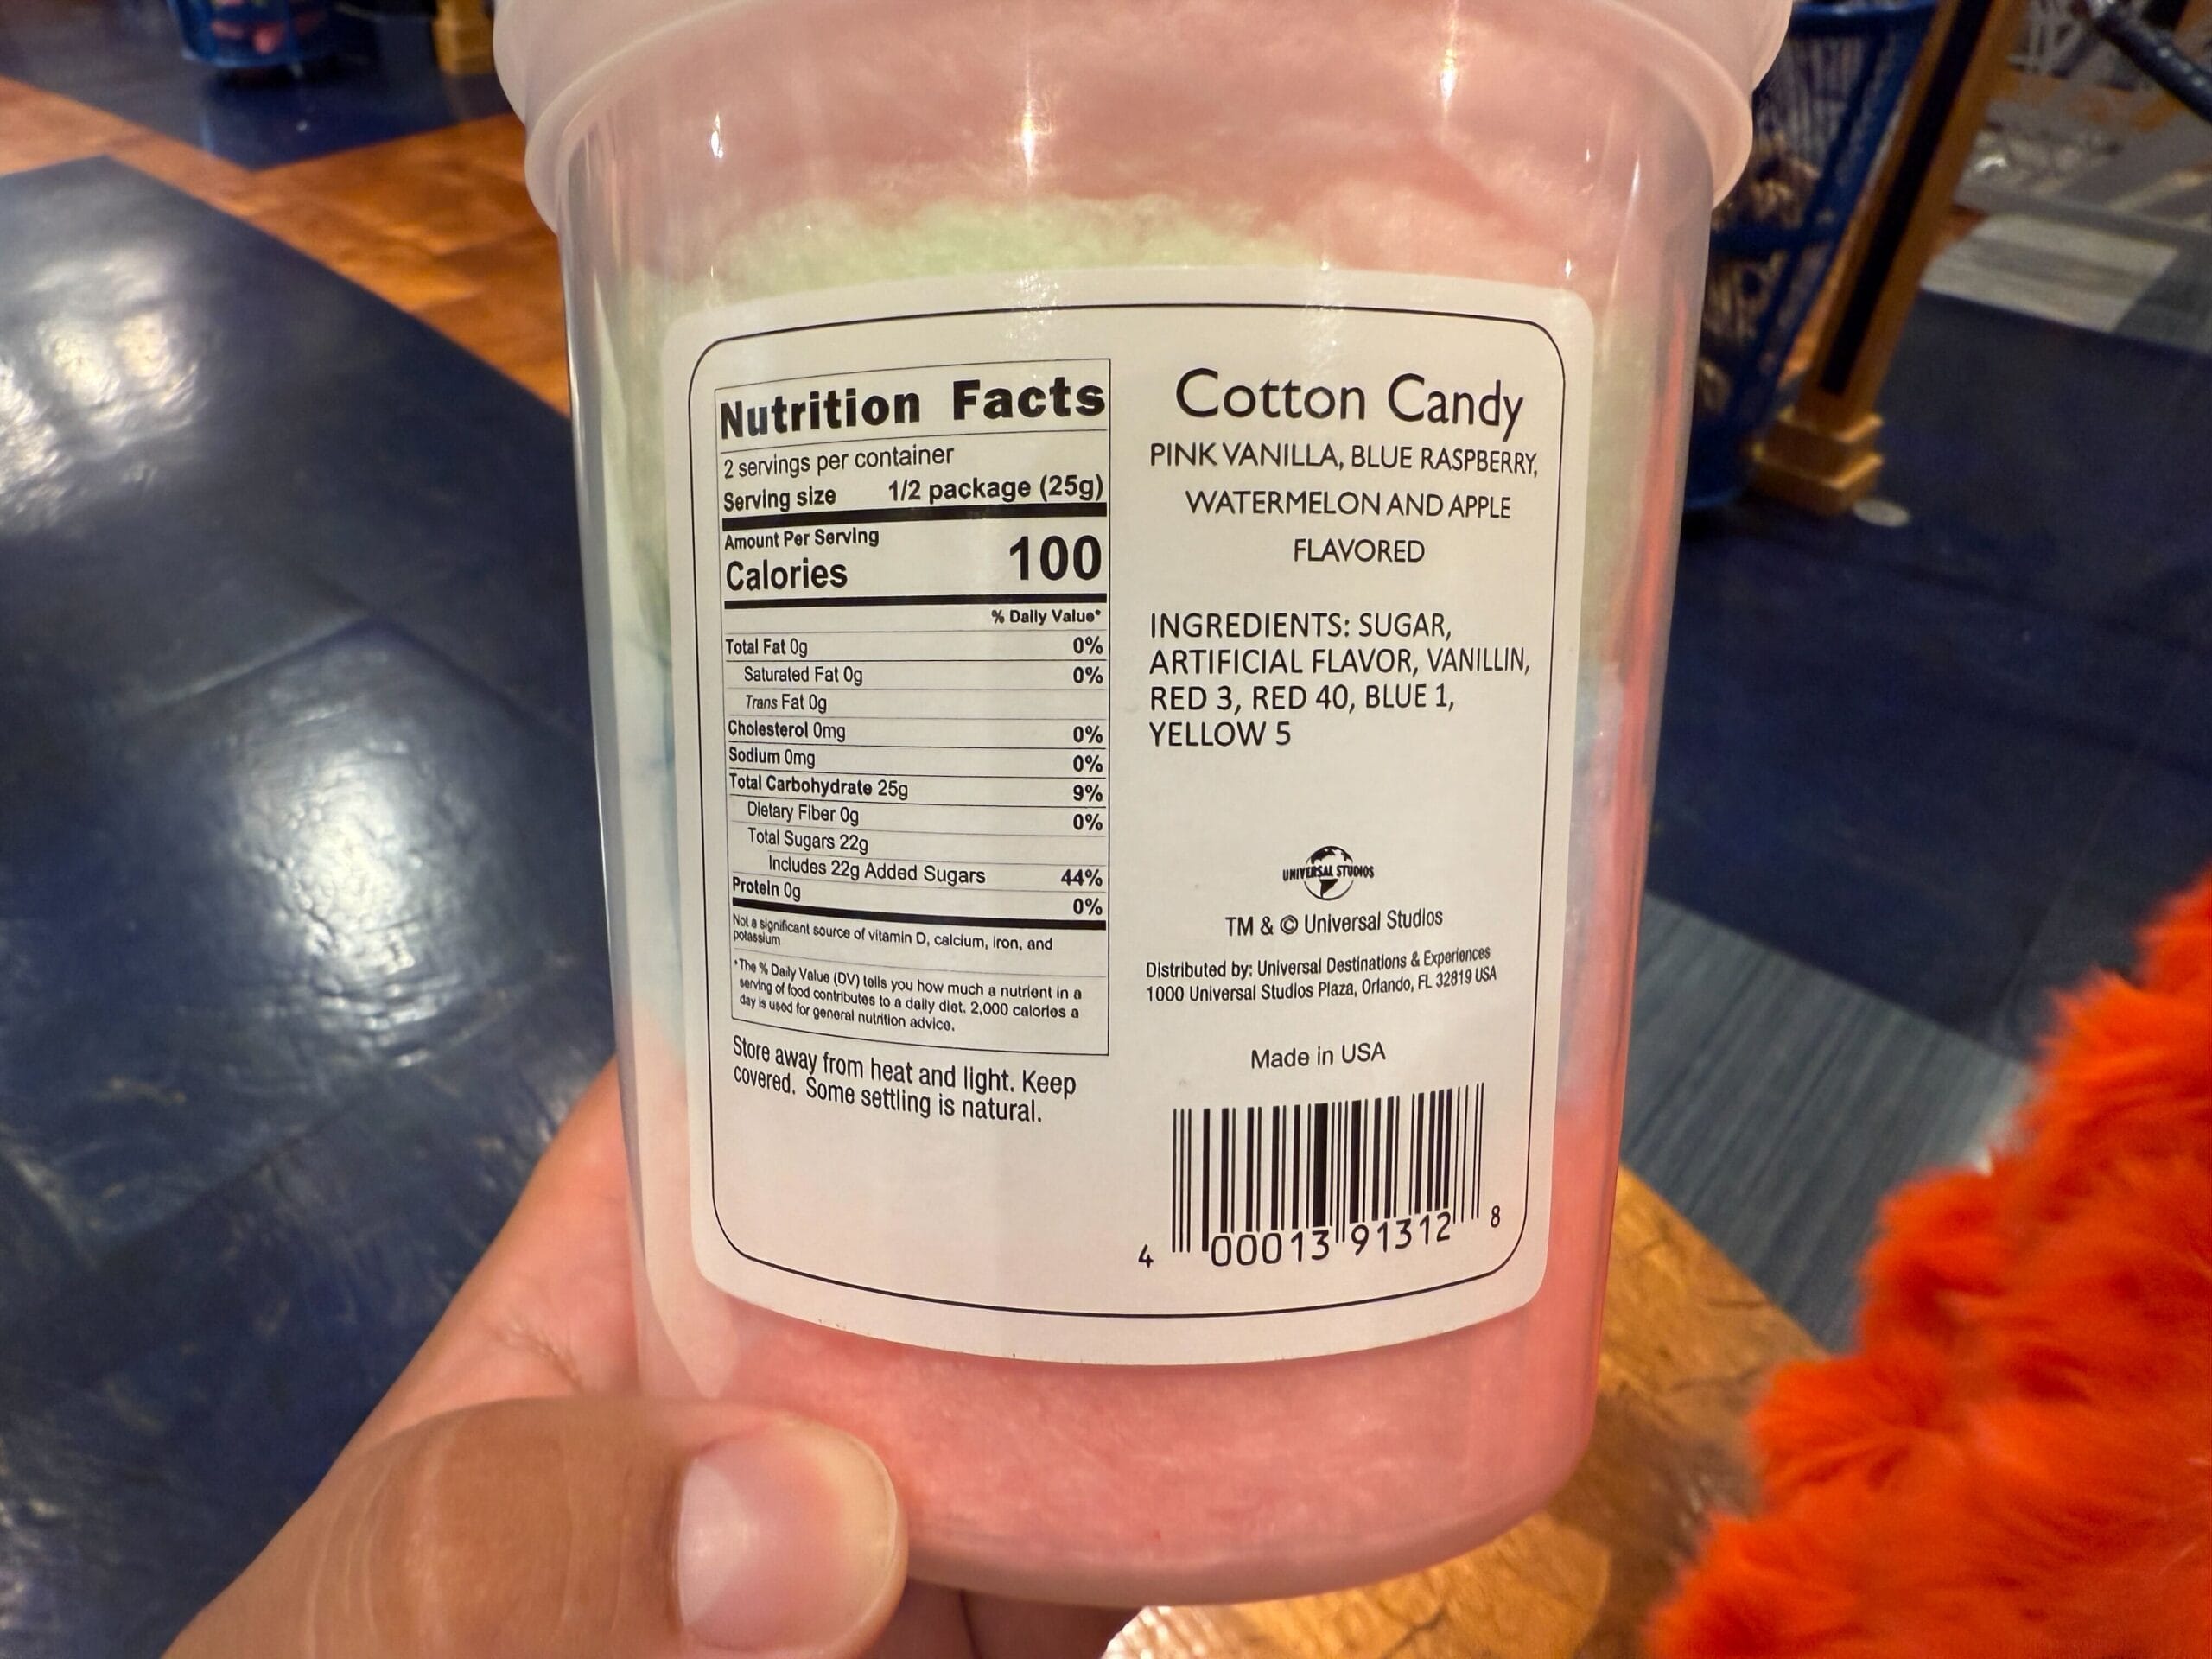 Nutrition Facts
2 servings per container
Serving size 1/2 package (25g)
Amount Per Serving
Calories 100
% Daily Value*
Total Fat 0g 0%
Saturated Fat 0g 0%
Trans Fat 0g
Cholesterol 0mg 0%
Sodium 0mg 0%
Total Carbohydrate 25g 9%
Dietary Fiber 0g 0%
Total Sugars 22g
Includes 22g Added Sugars 44%
Protein 0g 0%
Not a significant source of vitamin D, calcium, iron, and
potassium
*The % Daily Value (DV) tells you how much a nutrient in a
serving of food contributes to a daily diet. 2,000 calories a
day is used for general nutrition advice.
Store away from heat and light. Keep
covered. Some settling is natural.
Cotton Candy
PINK VANILLA, BLUE RASPBERRY,
WATERMELON AND APPLE
FLAVORED
INGREDIENTS: SUGAR,
ARTIFICIAL FLAVOR, VANILLIN,
RED 3, RED 40, BLUE 1,
YELLOW 5
UNIVERSAL STUDIOS
TM & © Universal Studios
Distributed by: Universal Destinations & Experiences
1000 Universal Studios Plaza, Orlando, FL 32819 USA
Made in USA
4 00013 91312 8